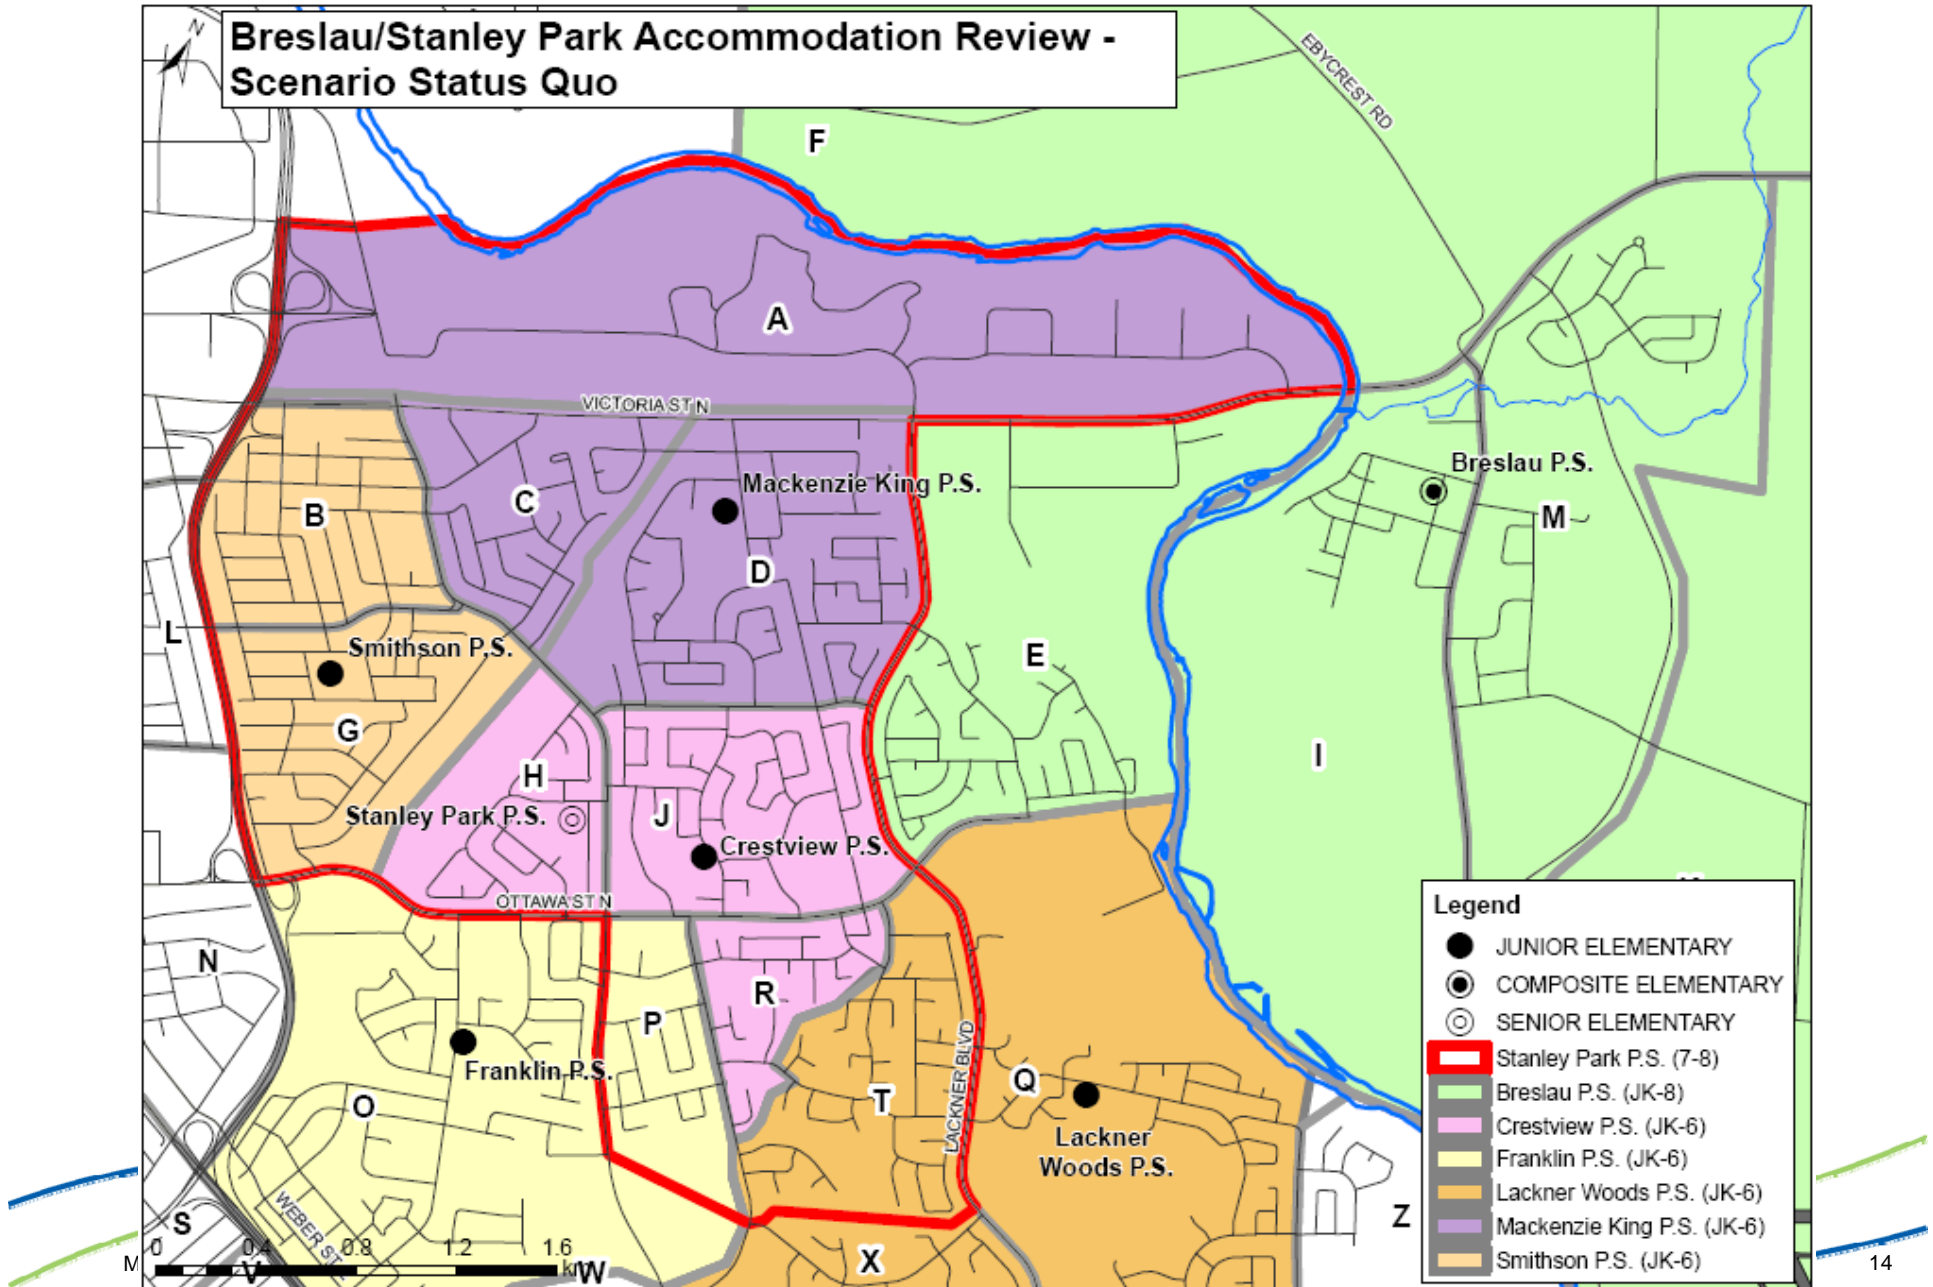 Breslau/Stanley Park Accommodation Review -
Scenario Status Quo
N
EBYCREST RD
F
A
VICTORIA ST N
B
C
Mackenzie King P.S.
Breslau P.S.
M
D
L
Smithson P.S.
E
G
H
I
J
Stanley Park P.S.
Crestview P.S.
OTTAWA ST N
N
R
P
Franklin P.S.
O
T
LACKNER BLVD
Q
Lackner
Woods P.S.
S
WEBER ST
Z
X
W
V
0 0.4 0.8 1.2 1.6
km
M
Legend
JUNIOR ELEMENTARY
COMPOSITE ELEMENTARY
SENIOR ELEMENTARY
Stanley Park P.S. (7-8)
Breslau P.S. (JK-8)
Crestview P.S. (JK-6)
Franklin P.S. (JK-6)
Lackner Woods P.S. (JK-6)
Mackenzie King P.S. (JK-6)
Smithson P.S. (JK-6)
14